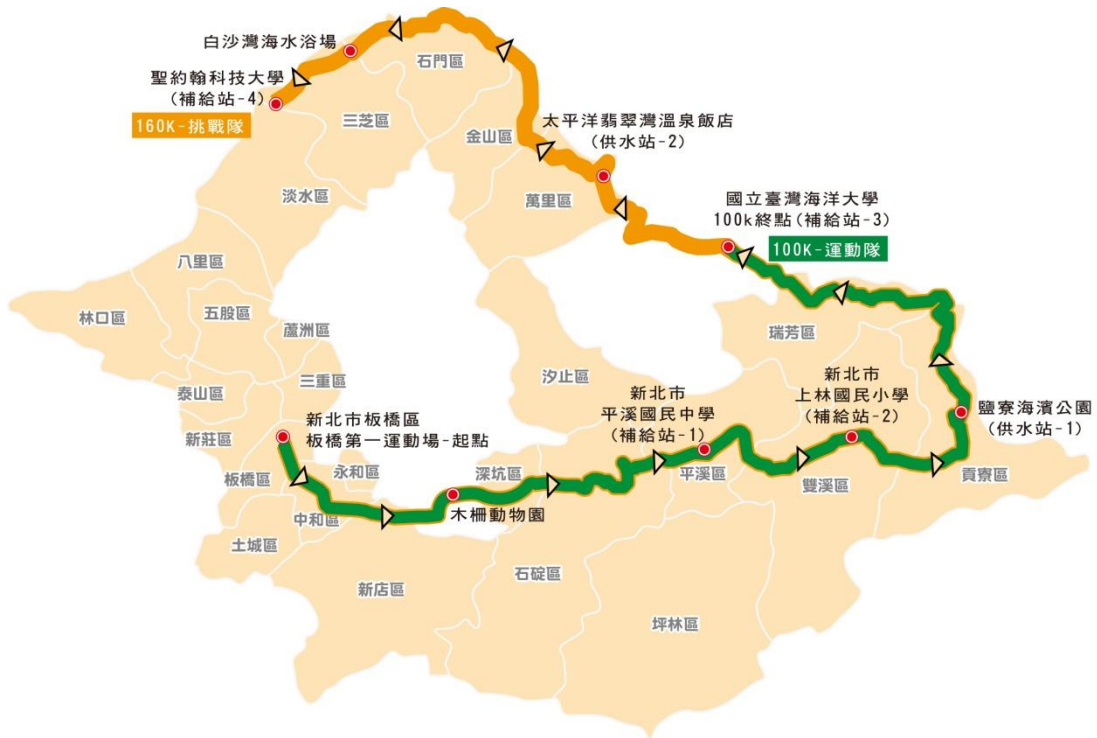 白沙灣海水浴場
石門區
聖約翰科技大學
(補給站-4)
160K-挑戰隊
三芝區
金山區
太平洋翡翠灣溫泉飯店
(供水站-2)
淡水區
萬里區
國立臺灣海洋大學
100k終點(補給站-3)
100K-運動隊
八里區
林口區
五股區
蘆洲區
瑞芳區
泰山區
三重區
汐止區
新北市
平溪國民中學
(補給站-1)
新北市
上林國民小學
(補給站-2)
鹽寮海濱公園
(供水站-1)
新莊區
新北市板橋區
板橋第一運動場-起點
板橋區
永和區
深坑區
平溪區
雙溪區
貢寮區
中和區
木柵動物園
土城區
新店區
石碇區
坪林區